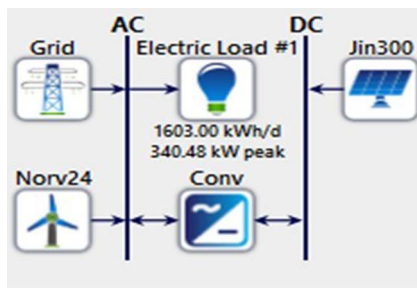 AC
DC
Grid
Electric Load #1
Jin300
1603.00 kWh/d
340.48 kW peak
Norv24
Conv